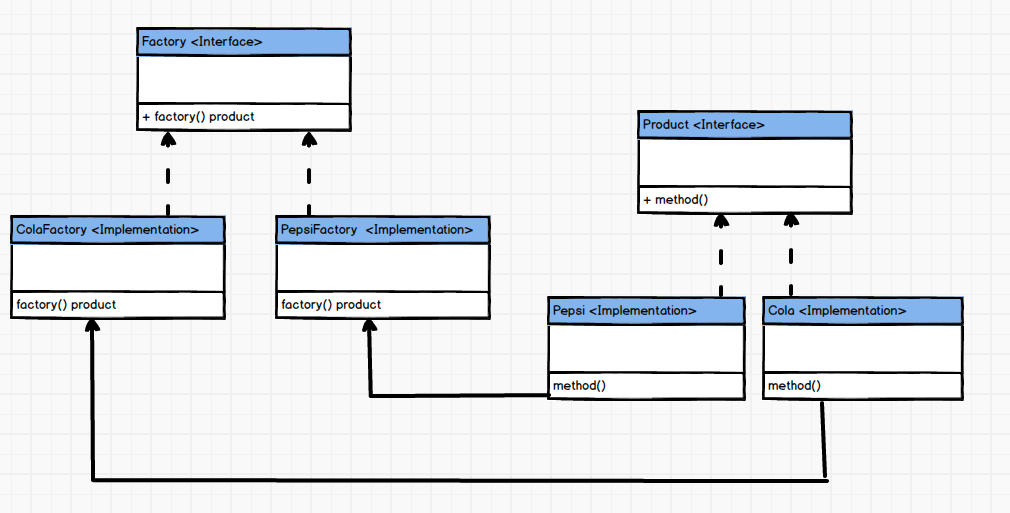 Factory <Interface>
+ factory() product
Product <Interface>
+ method()
ColaFactory <Implementation>
factory() product
PepsiFactory <Implementation>
factory() product
Pepsi <Implementation>
method()
Cola <Implementation>
method()